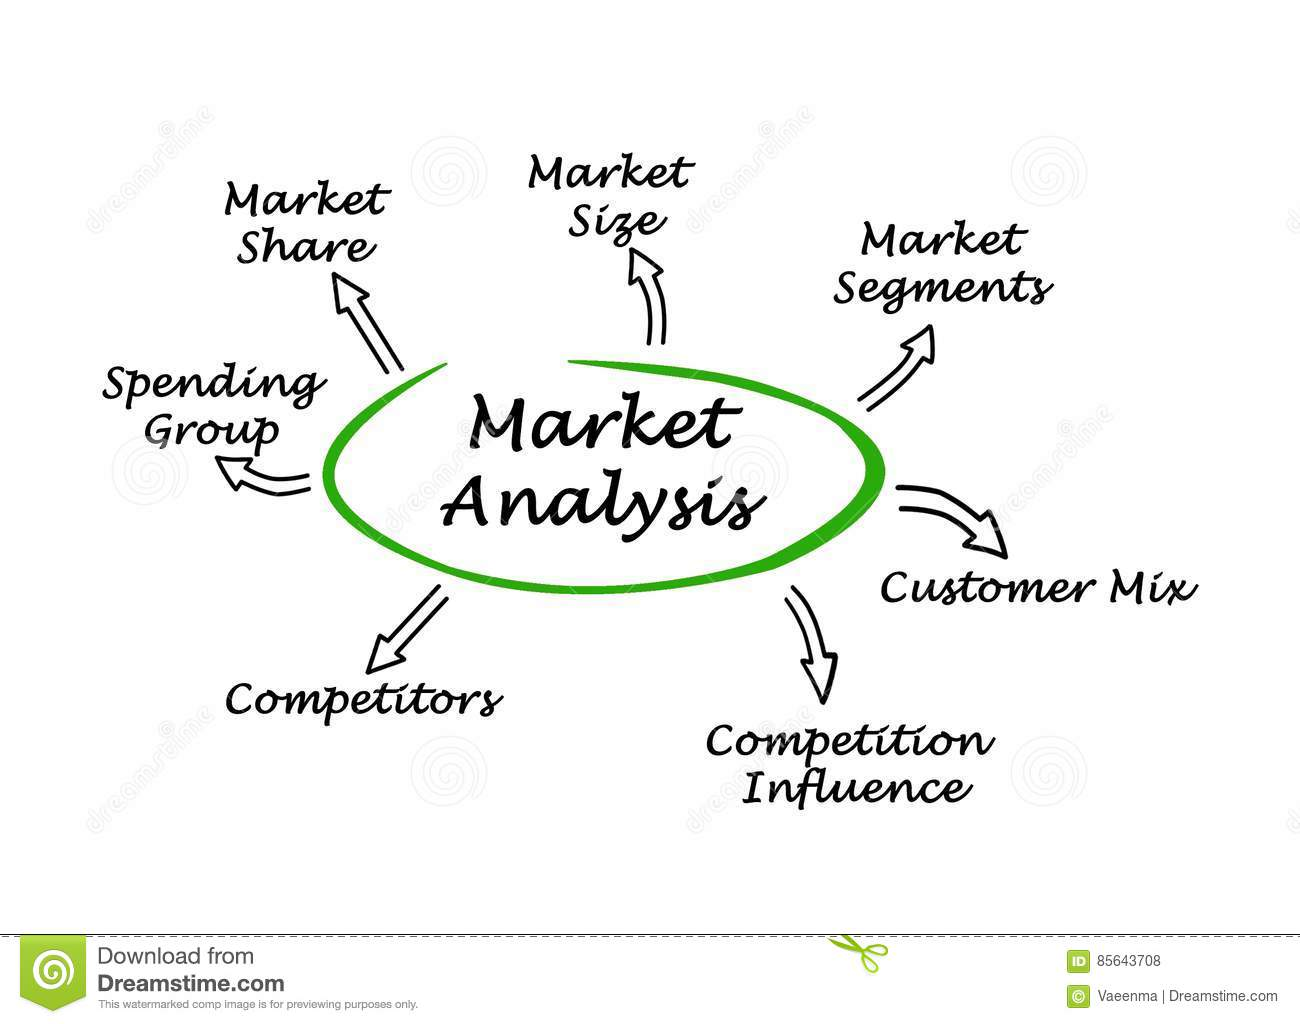 Market
Share
Market
Size
Market
Segments
Spending
Group
Market
Analysis
Customer Mix
Competitors
Competition
Influence
dreamstime
Download from
Dreamstime.com
This watermarked comp image is for previewing purposes only.
ID 85643708
© Vaeenma | Dreamstime.com